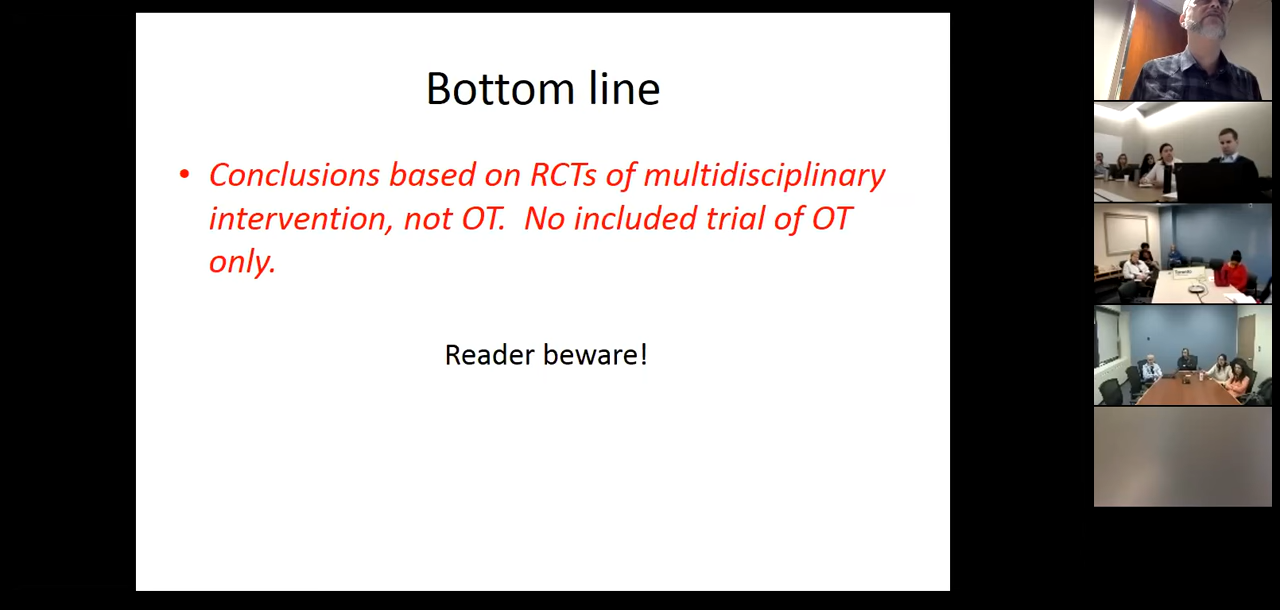 Bottom line
• Conclusions based on RCTs of multidisciplinary
intervention, not OT.  No included trial of OT
only.
Reader beware!
Toronto